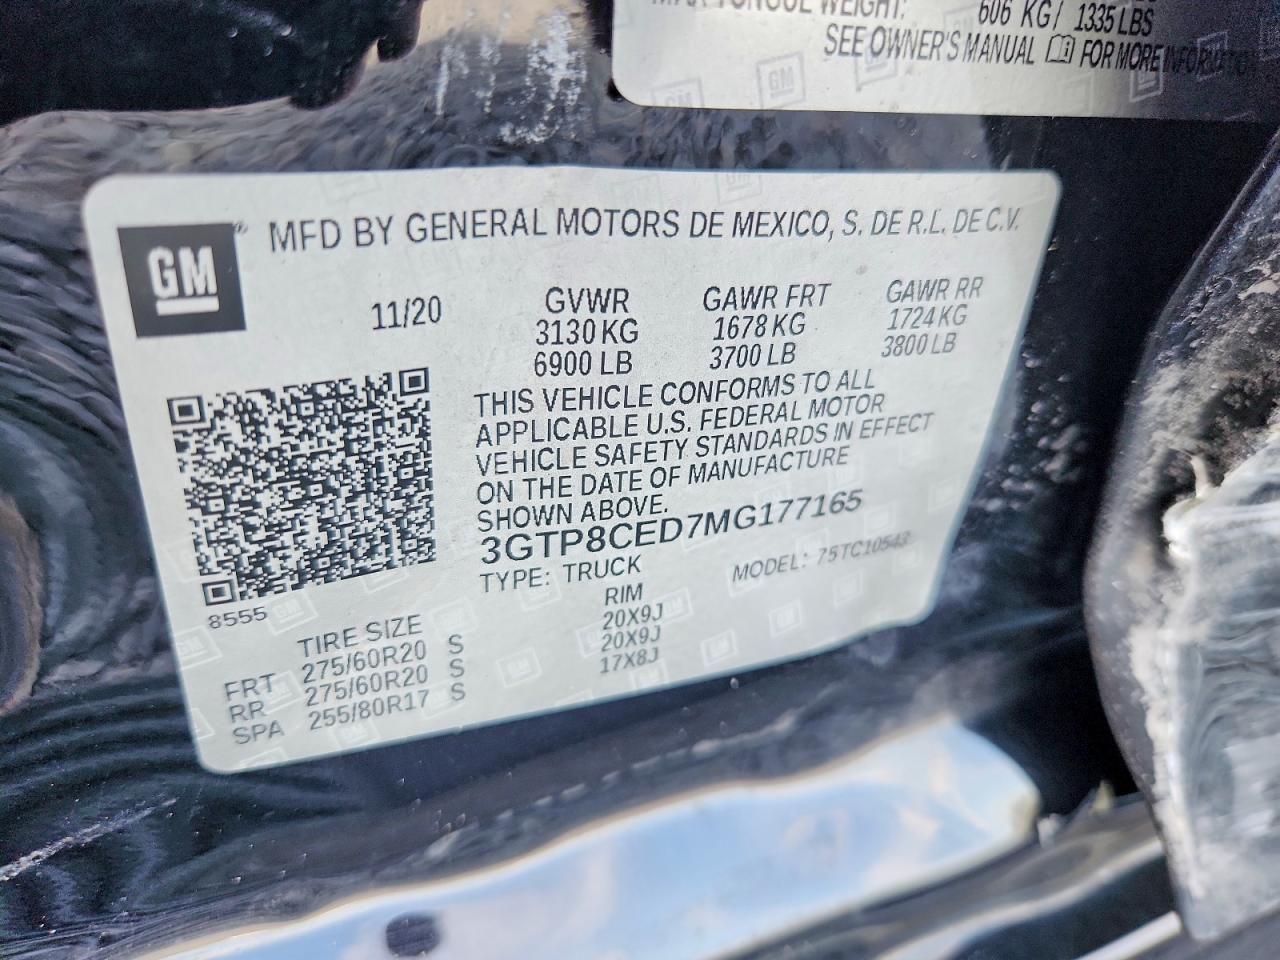 MAX TONGUE WEIGHT: 606 KG/ 1335 LBS
SEE OWNER'S MANUAL FOR MORE INFORMATION
GM
MFD BY GENERAL MOTORS DE MEXICO, S. DE R.L. DE C.V.
11/20 GVWR GAWR FRT GAWR RR
3130 KG 1678 KG 1724 KG
6900 LB 3700 LB 3800 LB
THIS VEHICLE CONFORMS TO ALL
APPLICABLE U.S. FEDERAL MOTOR
VEHICLE SAFETY STANDARDS IN EFFECT
ON THE DATE OF MANUFACTURE
SHOWN ABOVE.
3GTP8CED7MG177165
TYPE: TRUCK MODEL: 75TC10543
8555
TIRE SIZE RIM
FRT 275/60R20 S 20X9J
RR 275/60R20 S 20X9J
SPA 255/80R17 S 17X8J